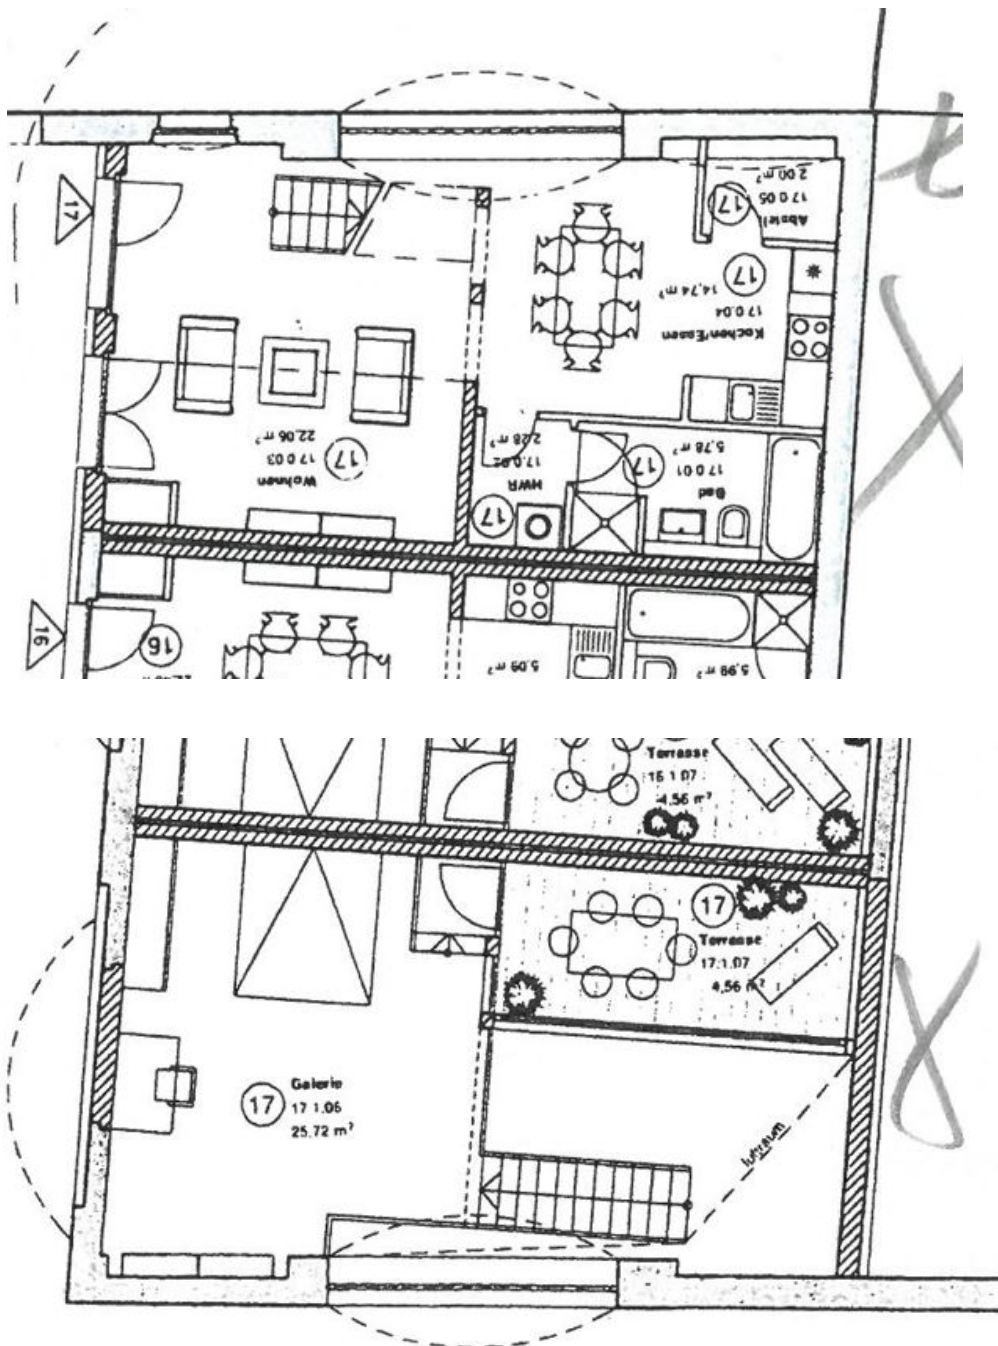 17
17
2.00 m²
17.0.05
Abstel
17
14,74 m²
17.0.04
Kochen/Essen
17
22.06 m²
17.0.03
Wohnen
17
2.28 m²
17.0.02
HWR
17
5,78 m²
17.0.01
Bad
16
16
5,09 m²
5,99 m²
Terrasse
16.1.07
4,56 m²
17
Terrasse
17.1.07
4,56 m²
17
Galerie
17.1.06
25,72 m²
luftraum